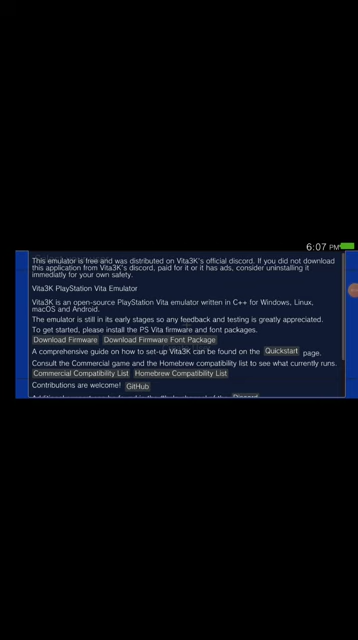 6:07 PM
This emulator is free and was distributed on Vita3K's official discord. If you did not download
this application from Vita3K's discord, paid for it or it has ads, consider uninstalling it
immediatly for your own safety.
Vita3K PlayStation Vita Emulator
Vita3K is an open-source PlayStation Vita emulator written in C++ for Windows, Linux,
macOS and Android.
The emulator is still in its early stages so any feedback and testing is greatly appreciated.
To get started, please install the PS Vita firmware and font packages.
Download Firmware Download Firmware Font Package
A comprehensive guide on how to set-up Vita3K can be found on the Quickstart page.
Consult the Commercial game and the Homebrew compatibility list to see what currently runs.
Commercial Compatibility List Homebrew Compatibility List
Contributions are welcome! GitHub